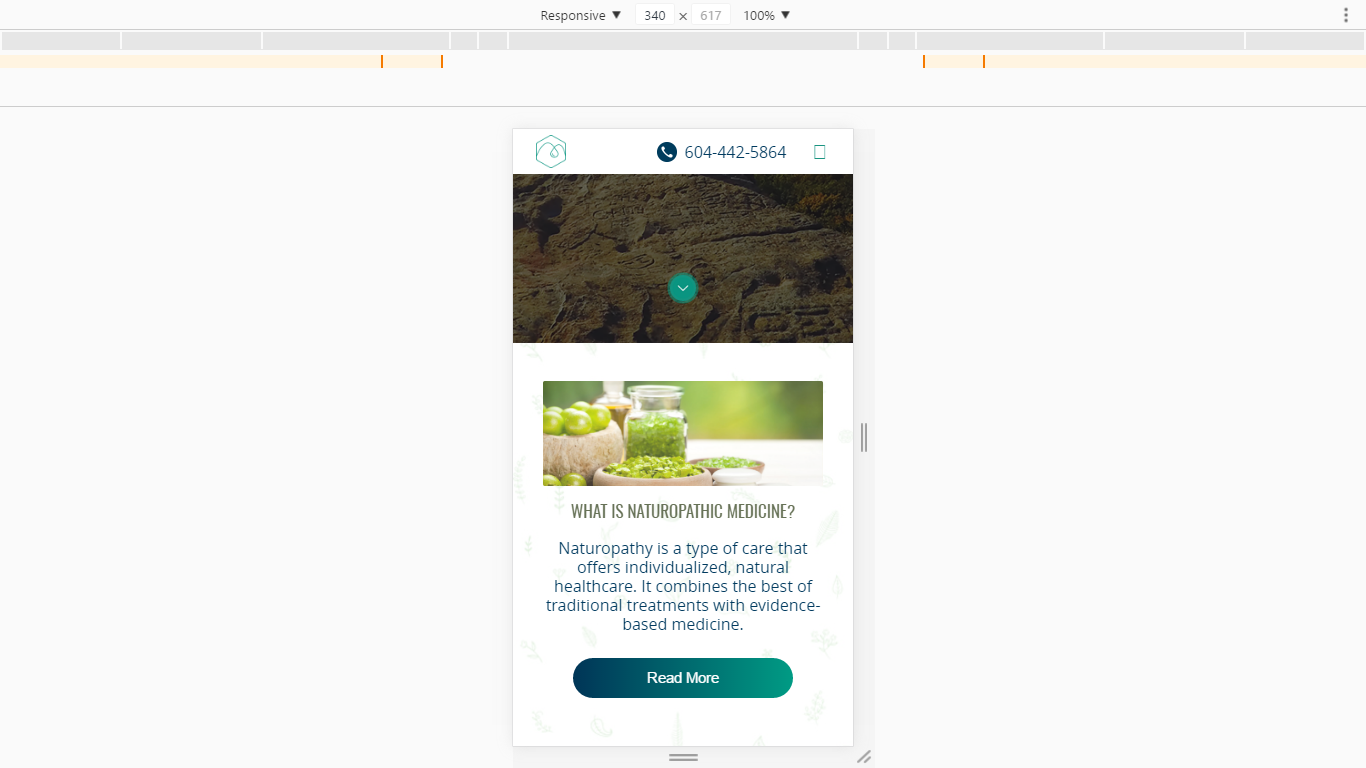 Responsive ▼ 340 × 617 100% ▼
604-442-5864
WHAT IS NATUROPATHIC MEDICINE?
Naturopathy is a type of care that
offers individualized, natural
healthcare. It combines the best of
traditional treatments with evidence-
based medicine.
Read More